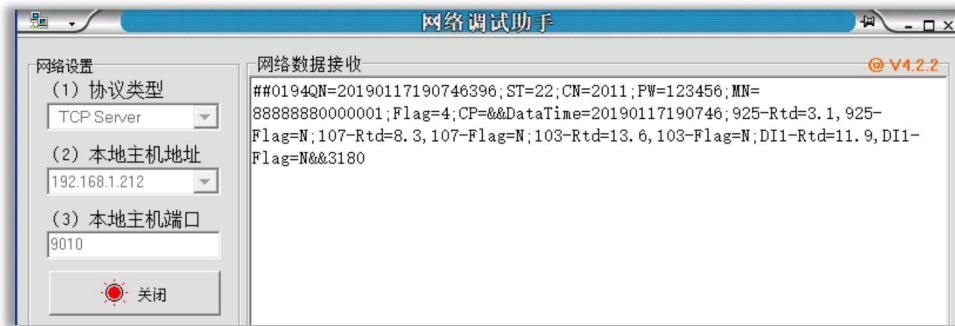 网络调试助手
网络设置
(1) 协议类型
TCP Server
(2) 本地主机地址
192.168.1.212
(3) 本地主机端口
9010
关闭
网络数据接收
@ V4.2.2
##0194QN=20190117190746396;ST=22;CN=2011;PW=123456;MN=
88888880000001;Flag=4;CP=&&DataTime=20190117190746;925-Rtd=3.1,925-
Flag=N;107-Rtd=8.3,107-Flag=N;103-Rtd=13.6,103-Flag=N;DI1-Rtd=11.9,DI1-
Flag=N&&3180